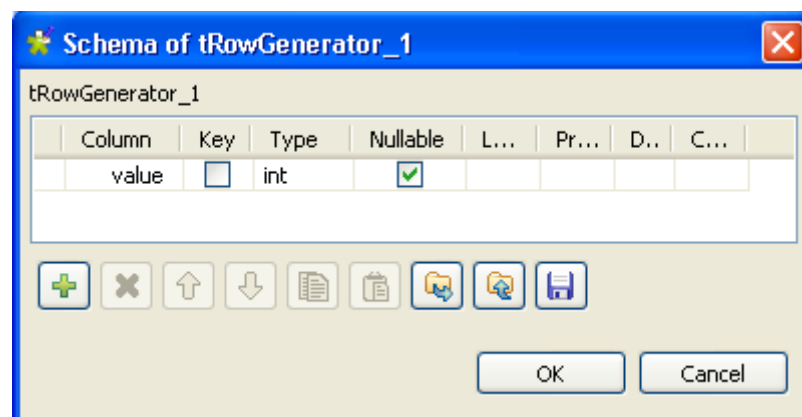 Schema of tRowGenerator_1
tRowGenerator_1
Column Key Type Nullable L... Pr... D.. C...
value int
OK Cancel